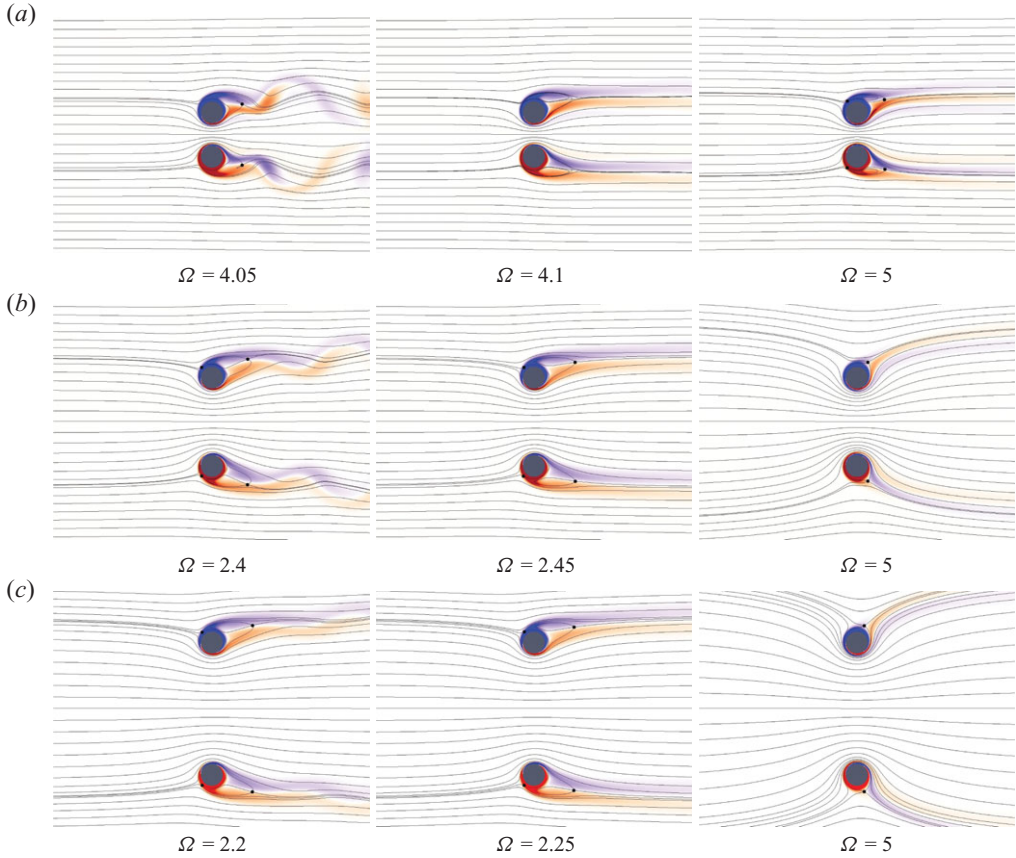 (a)
Ω = 4.05 Ω = 4.1 Ω = 5
(b)
Ω = 2.4 Ω = 2.45 Ω = 5
(c)
Ω = 2.2 Ω = 2.25 Ω = 5